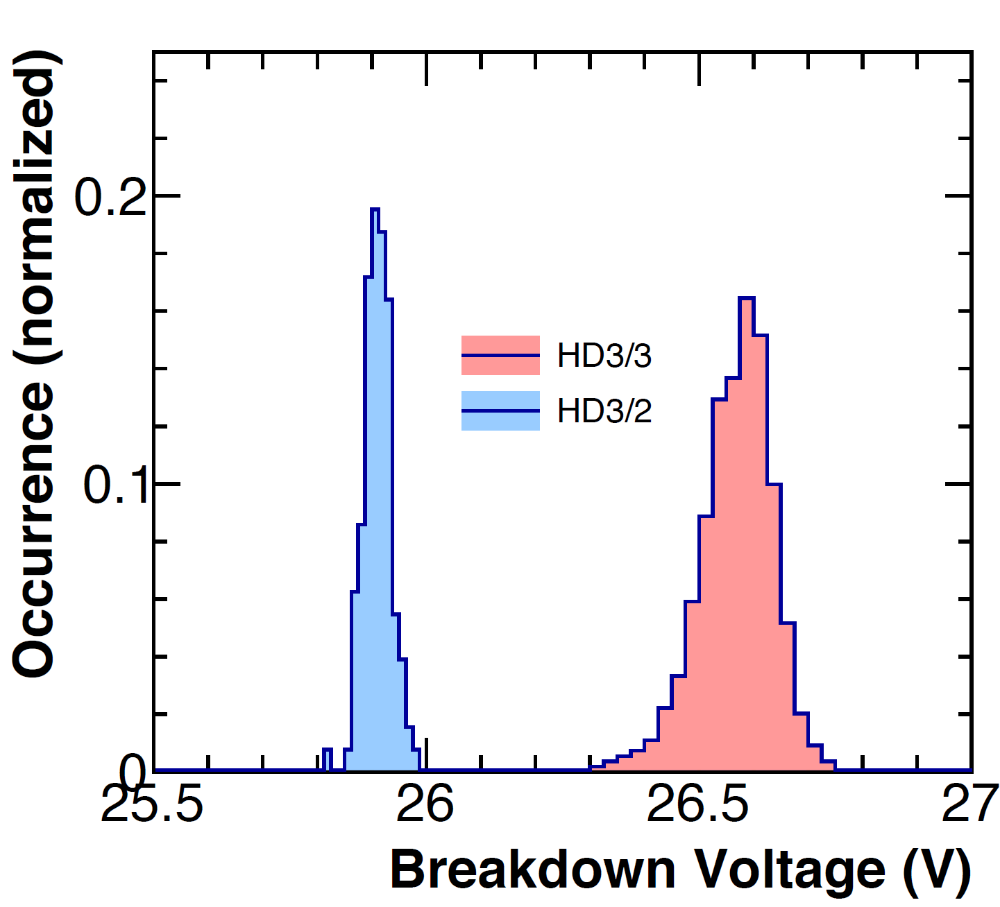 Occurrence (normalized)
0.2
0.1
0
HD3/3
HD3/2
25.5 26 26.5 27
Breakdown Voltage (V)